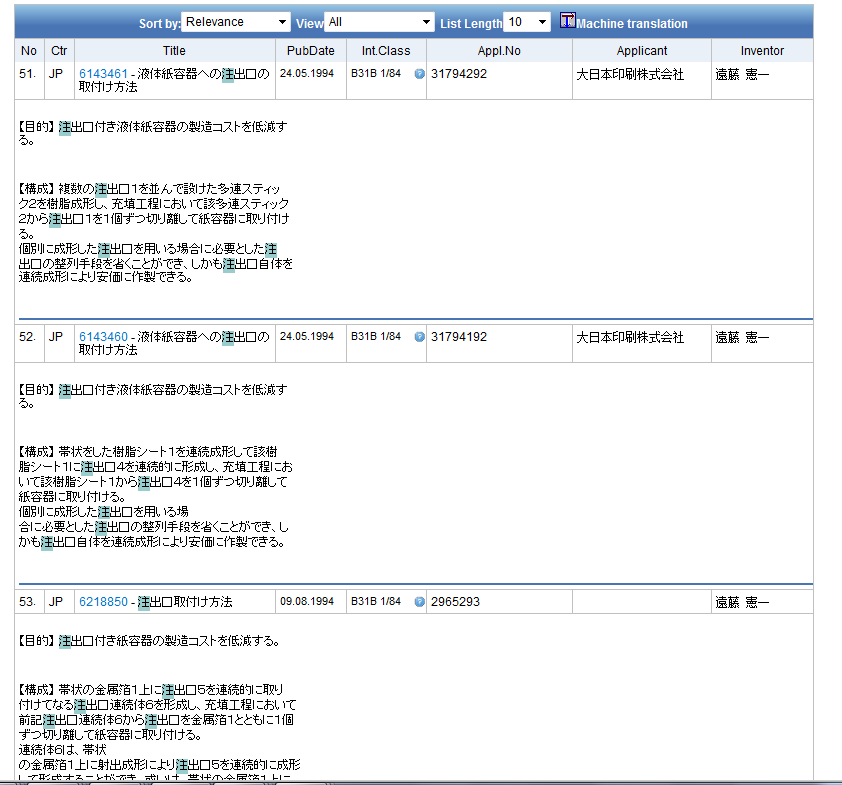 Sort by: Relevance View All List Length 10 Machine translation
No Ctr Title PubDate Int.Class Appl.No Applicant Inventor
51. JP 6143461 - 液体紙容器への注出口の 24.05.1994 B31B 1/84 31794292 大日本印刷株式会社 遠藤 憲一
取付け方法
【目的】 注出口付き液体紙容器の製造コストを低減す
る。
【構成】 複数の注出口1を並んで設けた多連スティッ
ク2を樹脂成形し、充填工程において該多連スティック
2から注出口1を1個ずつ切り離して紙容器に取り付け
る。
個別に成形した注出口を用いる場合に必要とした注
出口の整列手段を省くことができ、しかも注出口自体を
連続成形により安価に作製できる。
52. JP 6143460 - 液体紙容器への注出口の 24.05.1994 B31B 1/84 31794192 大日本印刷株式会社 遠藤 憲一
取付け方法
【目的】 注出口付き液体紙容器の製造コストを低減す
る。
【構成】 帯状をした樹脂シート1を連続成形して該樹
脂シート1に注出口4を連続的に形成し、充填工程にお
いて該樹脂シート1から注出口4を1個ずつ切り離して
紙容器に取り付ける。
個別に成形した注出口を用いる場
合に必要とした注出口の整列手段を省くことができ、し
かも注出口自体を連続成形により安価に作製できる。
53. JP 6218850 - 注出口取付け方法 09.08.1994 B31B 1/84 2965293 遠藤 憲一
【目的】 注出口付き紙容器の製造コストを低減する。
【構成】 帯状の金属箔1上に注出口5を連続的に取り
付けてなる注出口連続体6を形成し、充填工程において
前記注出口連続体6から注出口を金属箔1とともに1個
ずつ切り離して紙容器に取り付ける。
連続体6は、帯状
の金属箔1上に射出成形により注出口5を連続的に成形
して形成することができ、或いは、帯状の金属箔1上に